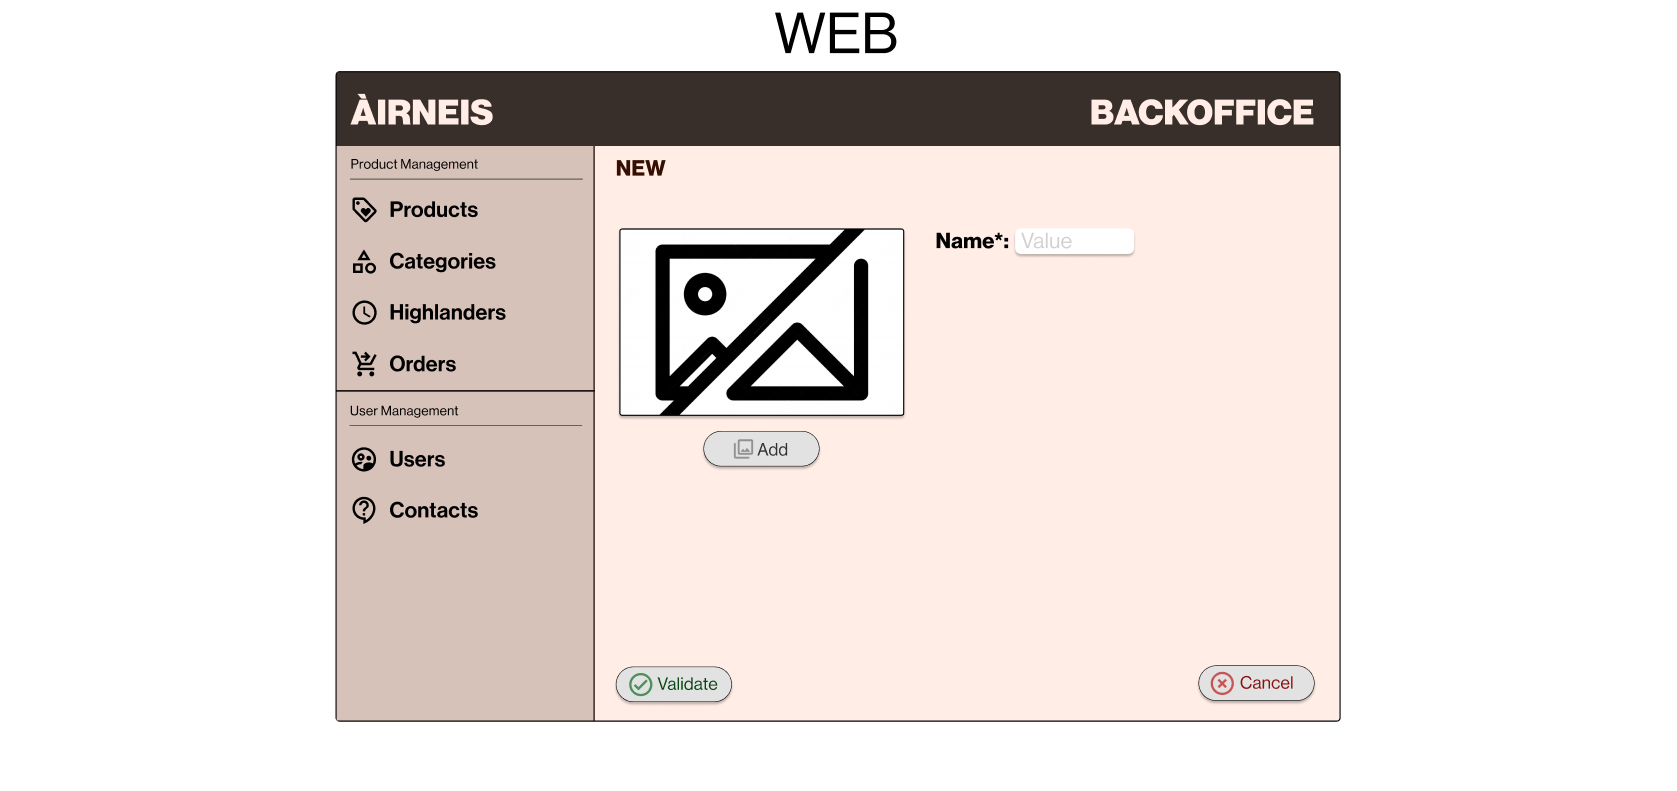 WEB
ÀIRNEIS
BACKOFFICE
Product Management
Products
Categories
Highlanders
Orders
User Management
Users
Contacts
NEW
Name*: Value
Add
Validate
Cancel